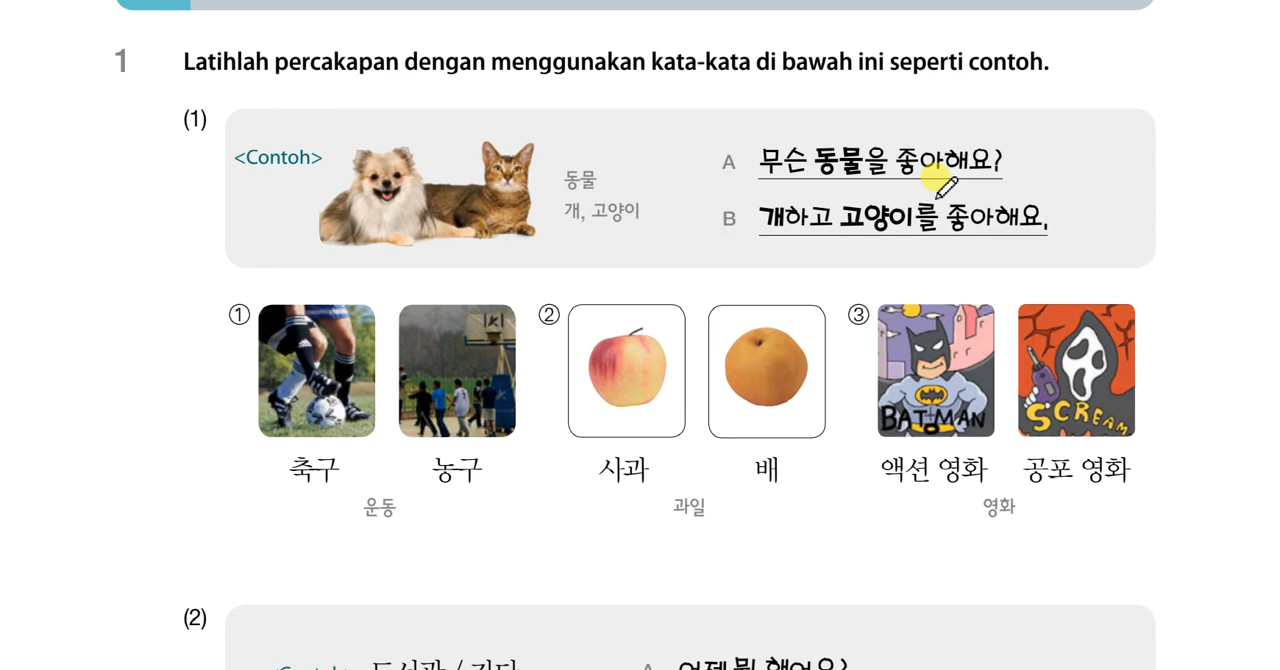 1 Latihlah percakapan dengan menggunakan kata-kata di bawah ini seperti contoh.
(1)
<Contoh>
동물
개, 고양이
A 무슨 동물을 좋아해요?
B 개하고 고양이를 좋아해요.
① ② ③
BATMAN
SCREAM
축구 농구 사과 배 액션 영화 공포 영화
운동 과일 영화
(2)